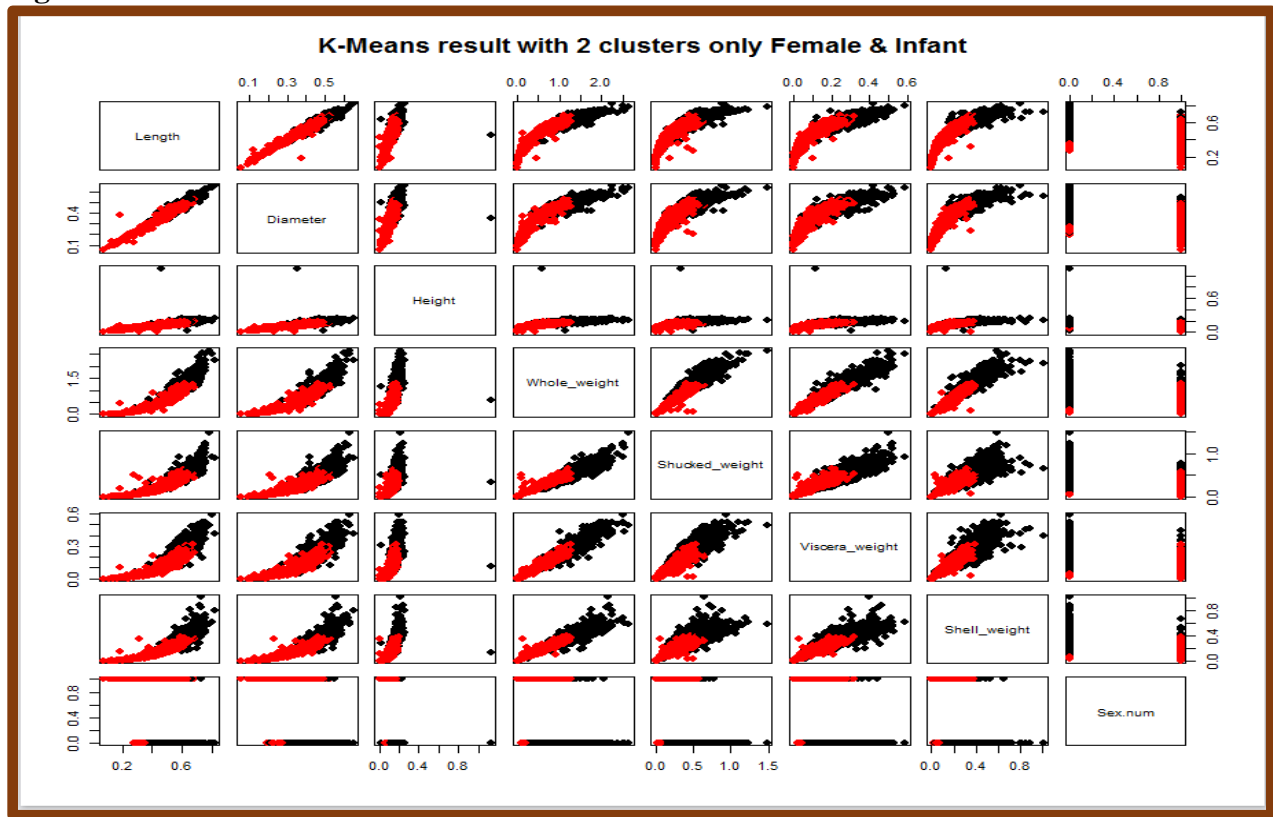 K-Means result with 2 clusters only Female & Infant
0.1 0.3 0.5 0.0 1.0 2.0 0.0 0.2 0.4 0.6 0.0 0.8
Length
0.2 0.6
Diameter
0.1 0.4
Height
0.0 0.6
Whole_weight
0.0 1.5
Shucked_weight
0.0 1.0
Viscera_weight
0.0 0.3 0.6
Shell_weight
0.0 0.4 0.8
Sex.num
0.0 0.4 0.8
0.2 0.6 0.0 0.4 0.8 0.0 0.5 1.0 1.5 0.0 0.4 0.8